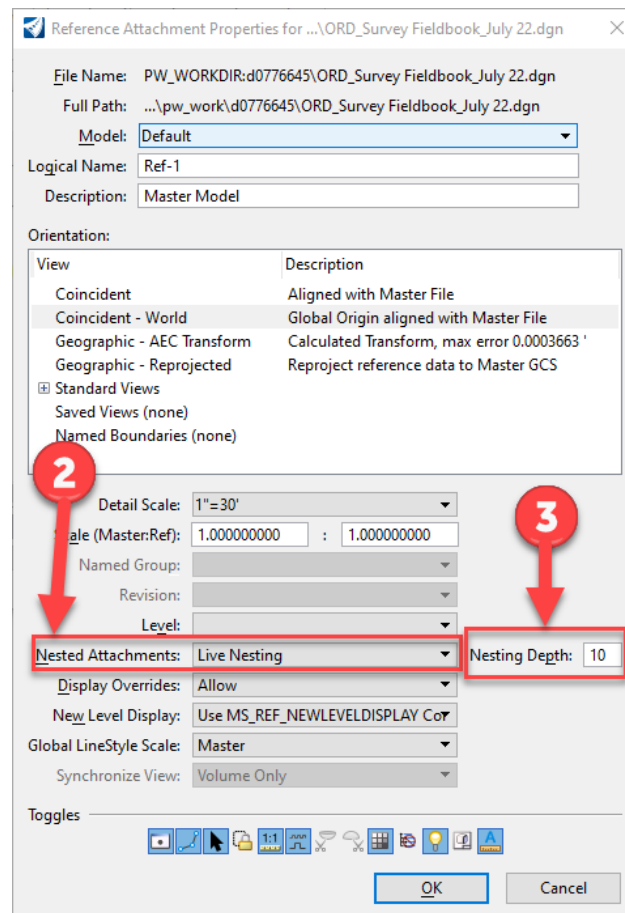 Reference Attachment Properties for ...\ORD_Survey Fieldbook_July 22.dgn
File Name: PW_WORKDIR:d0776645\ORD_Survey Fieldbook_July 22.dgn
Full Path: ...\pw_work\d0776645\ORD_Survey Fieldbook_July 22.dgn
Model: Default
Logical Name: Ref-1
Description: Master Model
Orientation:
View Description
Coincident Aligned with Master File
Coincident - World Global Origin aligned with Master File
Geographic - AEC Transform Calculated Transform, max error 0.0003663 '
Geographic - Reprojected Reproject reference data to Master GCS
Standard Views
Saved Views (none)
Named Boundaries (none)
2
3
Detail Scale: 1"=30'
ale (Master:Ref): 1.000000000 : 1.000000000
Named Group:
Revision:
Level:
Nested Attachments: Live Nesting Nesting Depth: 10
Display Overrides: Allow
New Level Display: Use MS_REF_NEWLEVELDISPLAY Co
Global LineStyle Scale: Master
Synchronize View: Volume Only
Toggles
1:1
A
OK Cancel